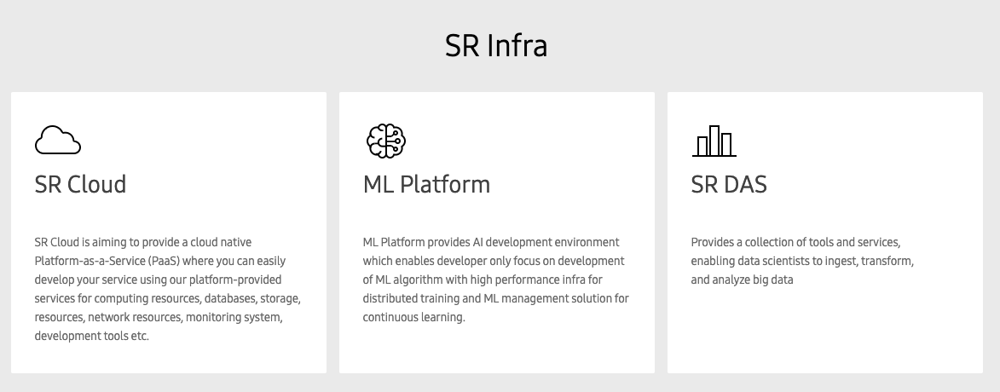 SR Infra
SR Cloud
SR Cloud is aiming to provide a cloud native
Platform-as-a-Service (PaaS) where you can easily
develop your service using our platform-provided
services for computing resources, databases, storage,
resources, network resources, monitoring system,
development tools etc.
ML Platform
ML Platform provides AI development environment
which enables developer only focus on development
of ML algorithm with high performance infra for
distributed training and ML management solution for
continuous learning.
SR DAS
Provides a collection of tools and services,
enabling data scientists to ingest, transform,
and analyze big data